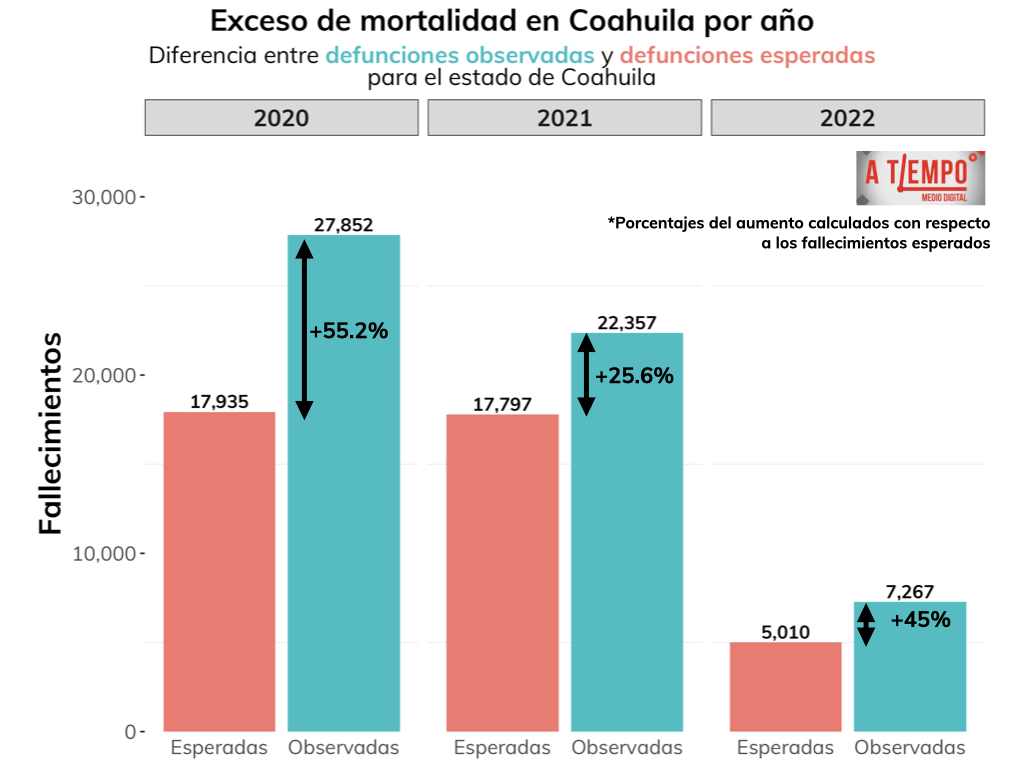 Exceso de mortalidad en Coahuila por año
Diferencia entre defunciones observadas y defunciones esperadas
para el estado de Coahuila
2020
2021
2022
A TIEMPO
MEDIO DIGITAL
*Porcentajes del aumento calculados con respecto
a los fallecimientos esperados
Fallecimientos
30,000
20,000
10,000
0
17,935
27,852
+55.2%
17,797
22,357
+25.6%
5,010
7,267
+45%
Esperadas Observadas
Esperadas Observadas
Esperadas Observadas